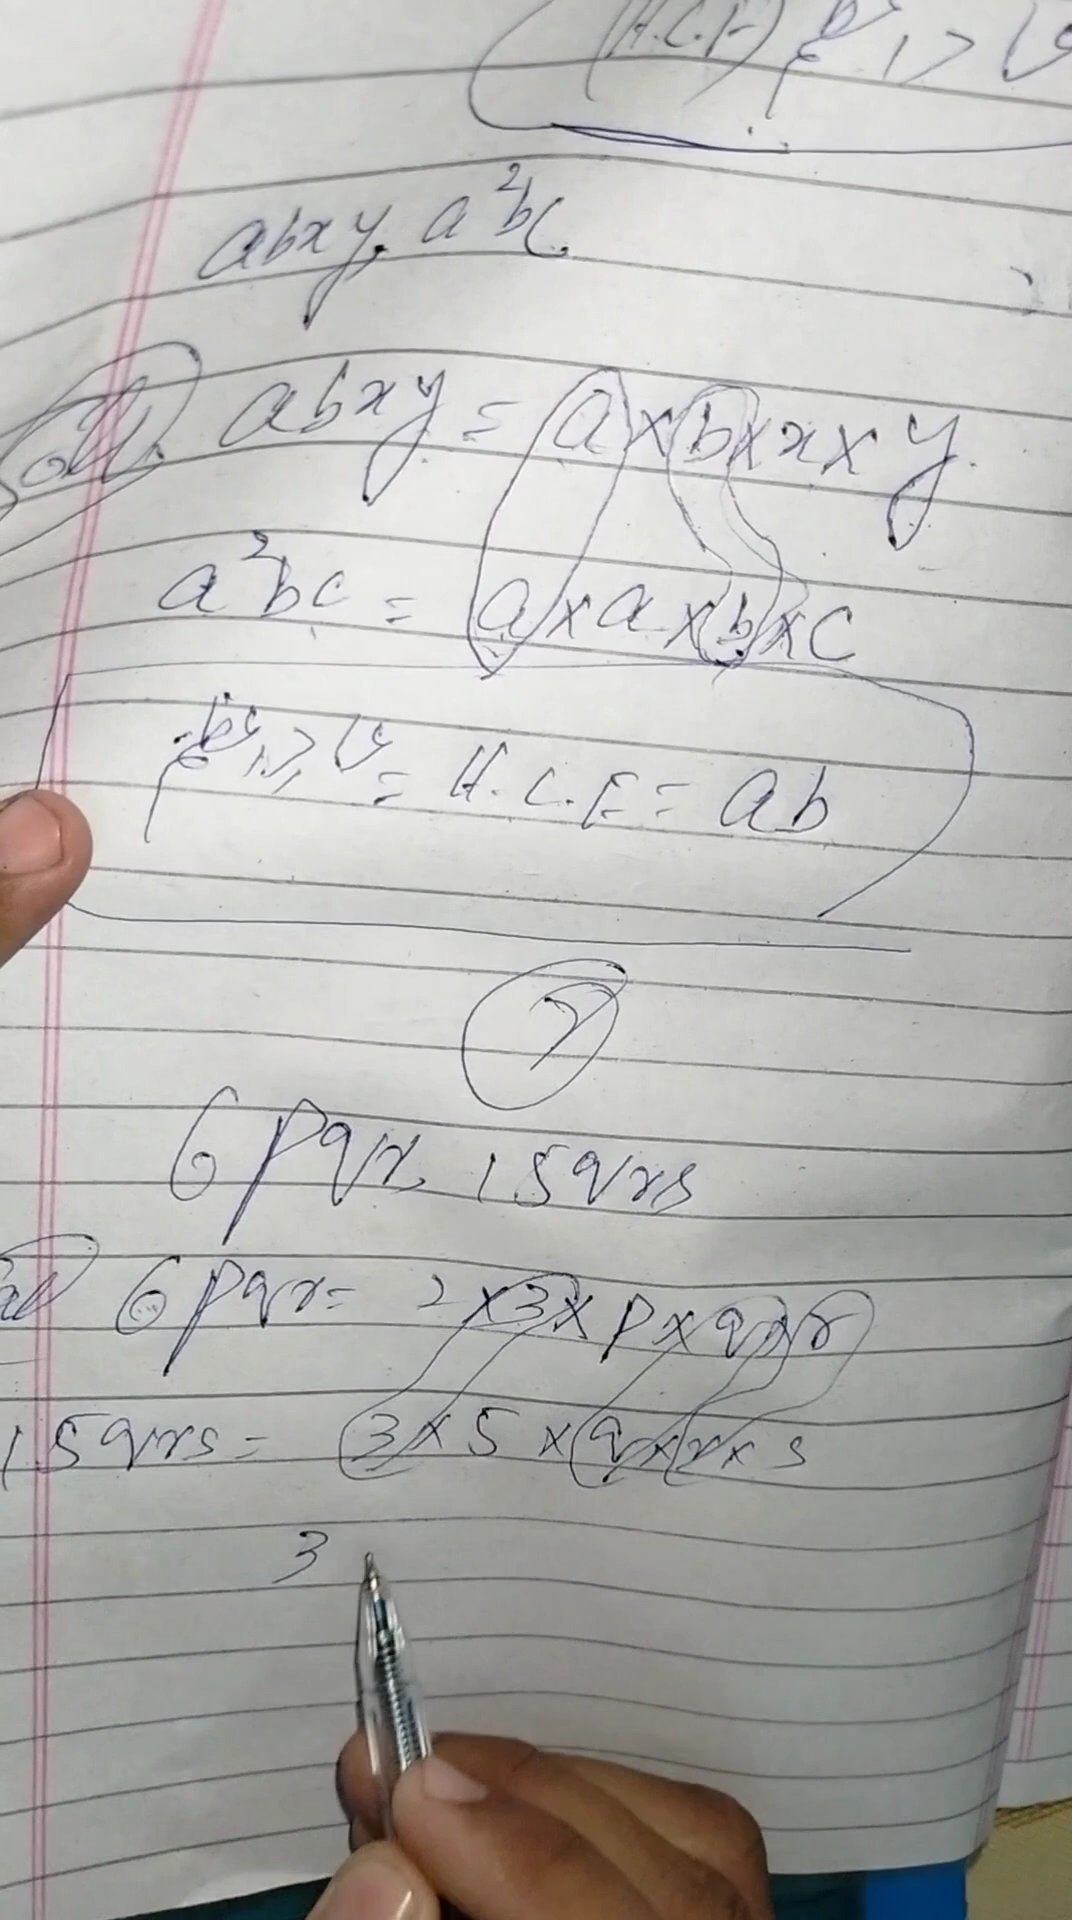 (H.C.F)
abxy, a²bc
abxy = a x b x x x y
a²bc = a x a x b x c
= H.C.F = ab
7
6pqr, 15qrs
6pqr = 2 x 3 x p x q x r
15qrs = 3 x 5 x q x r x s
3